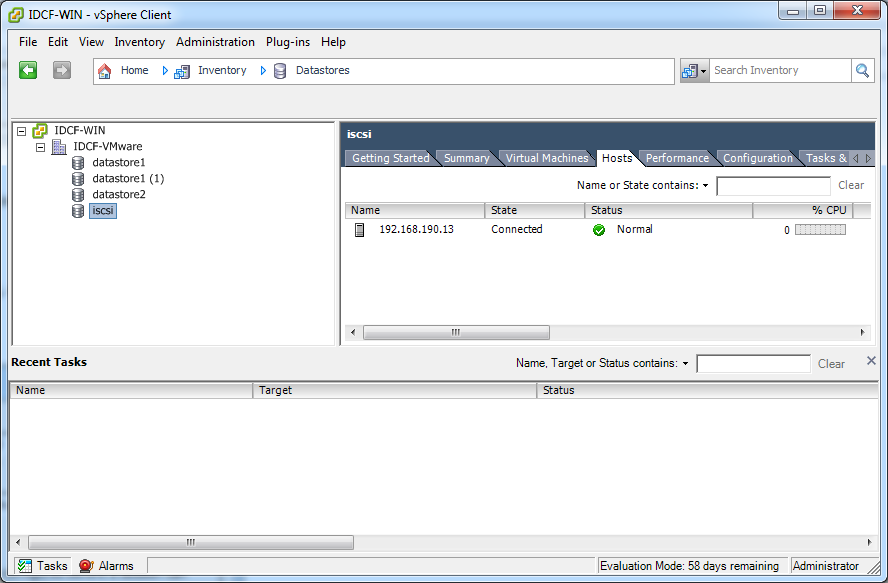 IDCF-WIN - vSphere Client
File Edit View Inventory Administration Plug-ins Help
Home Inventory Datastores Search Inventory
IDCF-WIN
IDCF-VMware
datastore1
datastore1 (1)
datastore2
iscsi
iscsi
Getting Started Summary Virtual Machines Hosts Performance Configuration Tasks &
Name or State contains: Clear
Name State Status % CPU
192.168.190.13 Connected Normal 0
Recent Tasks Name, Target or Status contains: Clear
Name Target Status
Tasks Alarms Evaluation Mode: 58 days remaining Administrator